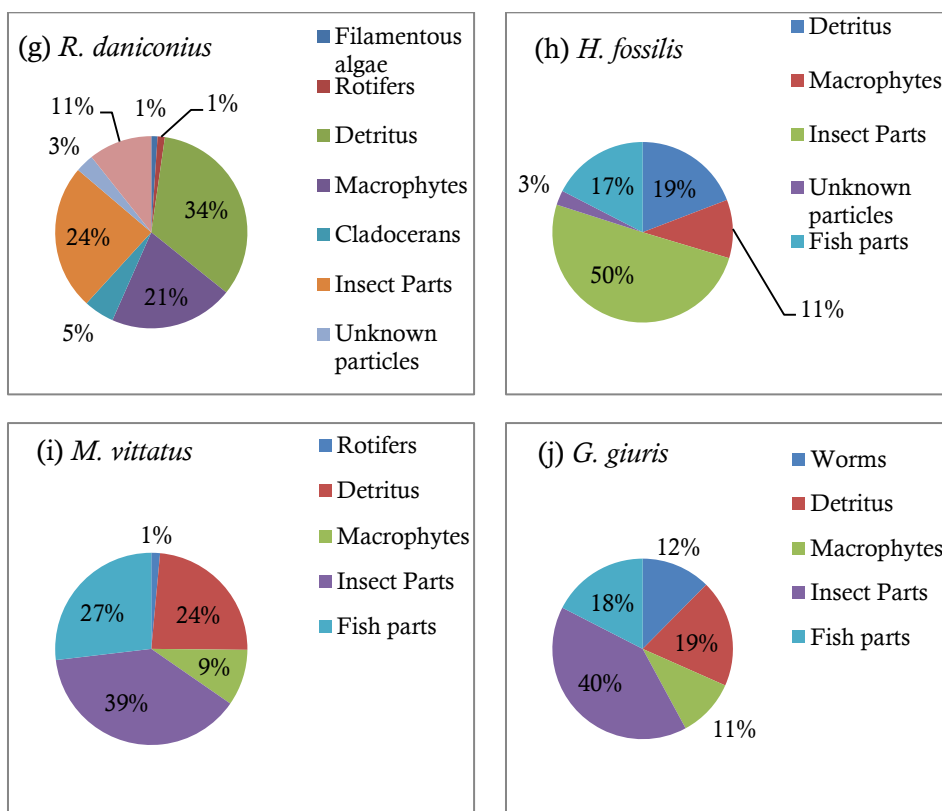 (g) R. daniconius
Filamentous
algae
Rotifers
Detritus
Macrophytes
Cladocerans
Insect Parts
Unknown
particles
11%
1%
1%
3%
34%
24%
21%
5%
(h) H. fossilis
Detritus
Macrophytes
Insect Parts
Unknown
particles
Fish parts
3%
17%
19%
50%
11%
(i) M. vittatus
Rotifers
Detritus
Macrophytes
Insect Parts
Fish parts
1%
27%
24%
9%
39%
(j) G. giuris
Worms
Detritus
Macrophytes
Insect Parts
Fish parts
12%
18%
19%
40%
11%